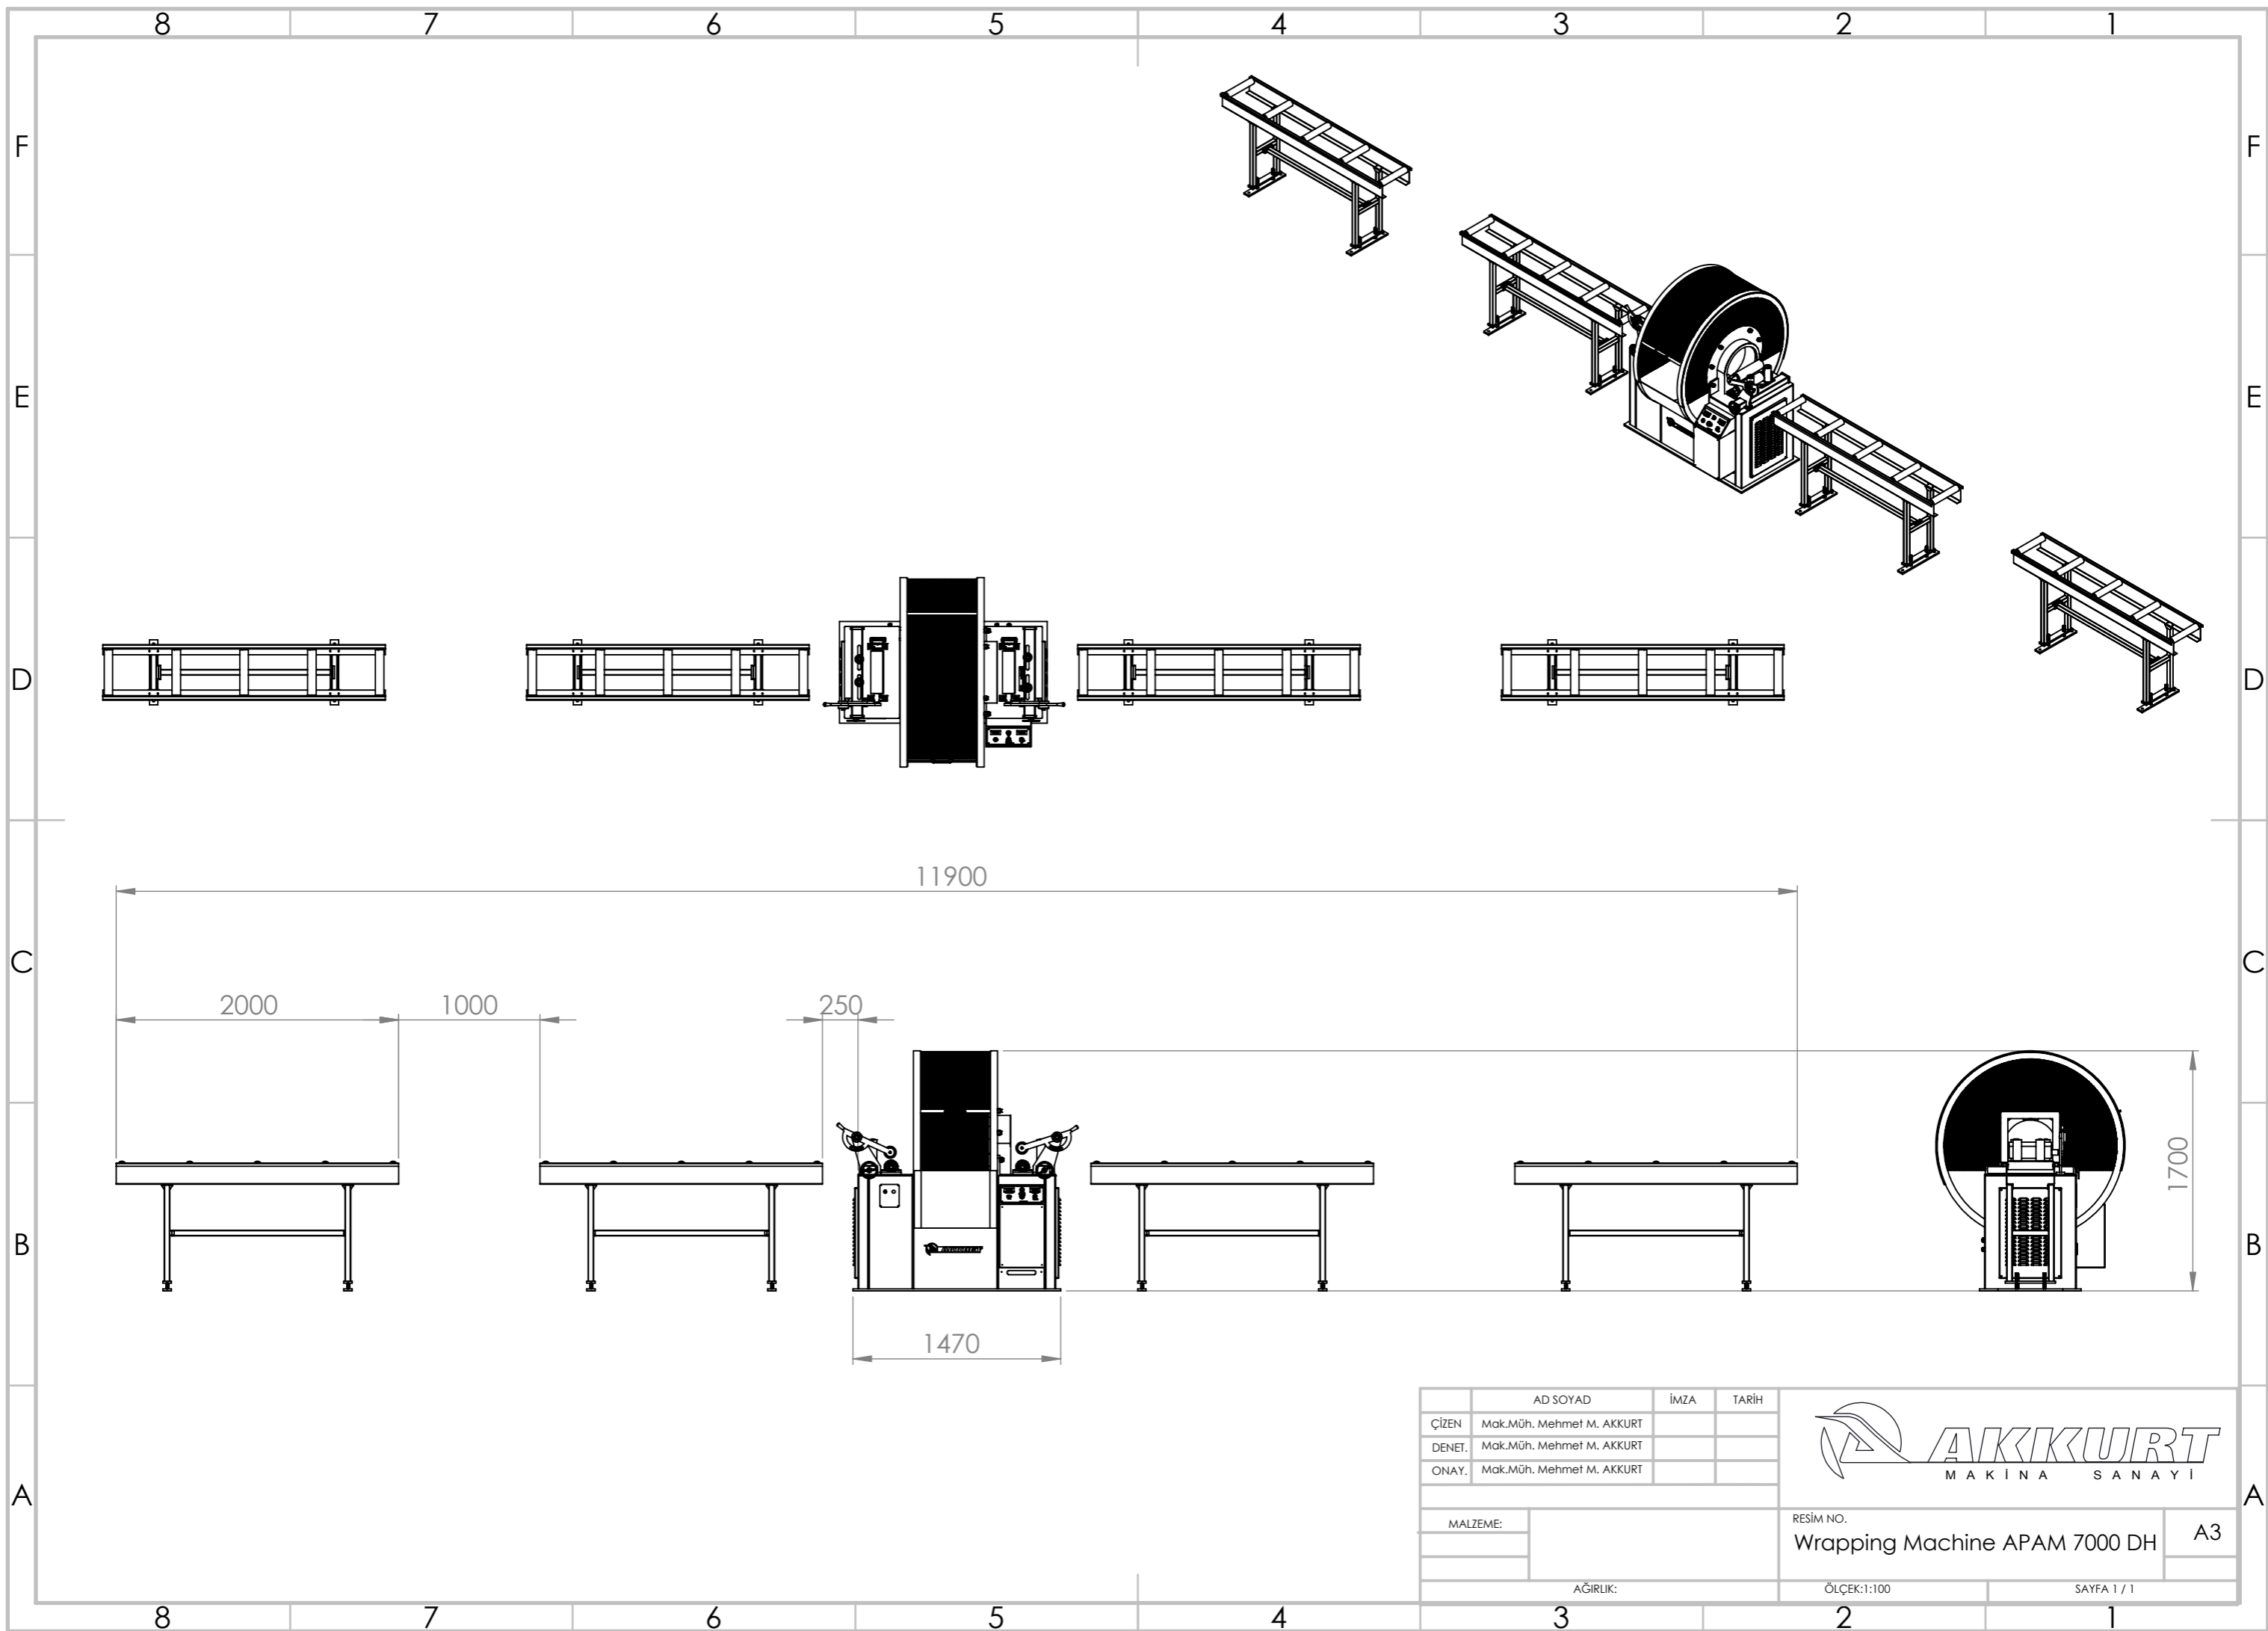 8 7 6 5 4 3 2 1
F F
E E
D D
11900
C C
2000 1000 250
1700
B B
AKKURT
1470
AD SOYAD İMZA TARİH
ÇİZEN Mak.Müh. Mehmet M. AKKURT
DENET. Mak.Müh. Mehmet M. AKKURT
ONAY. Mak.Müh. Mehmet M. AKKURT
AKKURT
MAKİNA SANAYİ
A A
MALZEME:
RESİM NO.
Wrapping Machine APAM 7000 DH A3
AĞIRLIK: ÖLÇEK:1:100 SAYFA 1 / 1
8 7 6 5 4 3 2 1